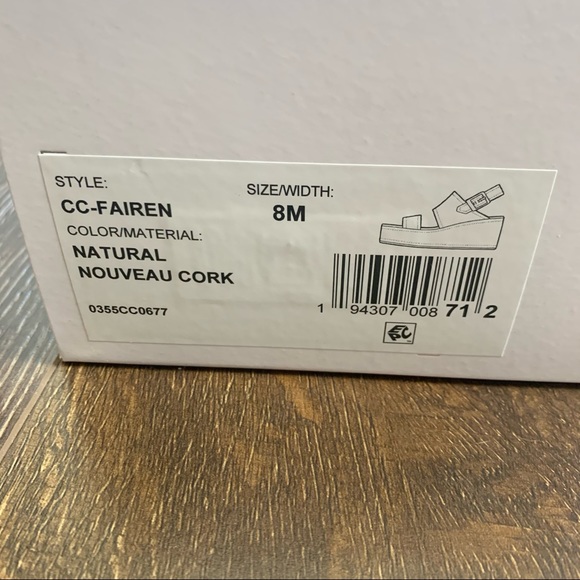 STYLE:
CC-FAIREN
SIZE/WIDTH:
8M
COLOR/MATERIAL:
NATURAL
NOUVEAU CORK
0355CC0677
1 94307 008 71 2